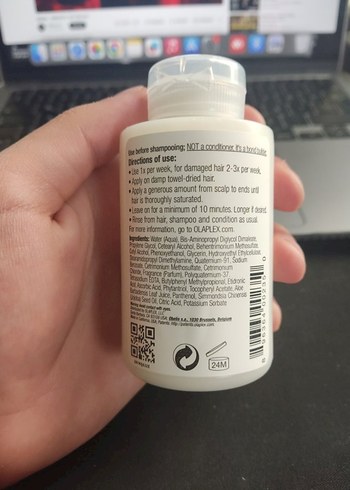 before shampooing; NOT a conditioner, it's a bond builder.
Directions of use:
• Use 1x per week, for damaged hair 2-3x per week.
• Apply on damp towel-dried hair.
• Apply a generous amount from scalp to ends until
hair is thoroughly saturated.
• Leave on for a minimum of 10 minutes. Longer if desired.
• Rinse from hair, shampoo and condition as usual.
For more information, go to OLAPLEX.com.
Ingredients: Water (Aqua), Bis-Aminopropyl Diglycol Dimaleate,
Propylene Glycol, Cetearyl Alcohol, Behentrimonium Methosulfate,
Cetyl Alcohol, Phenoxyethanol, Glycerin, Hydroxypropyl
Dimethylamine, Quaternium-91, Sodium
Benzoate, Cetrimonium Methosulfate, Cetrimonium
Chloride, Fragrance (Parfum), Polyquaternium-37,
Tetrasodium EDTA, Butylphenyl Methylpropional, Etidronic
Acid, Ascorbic Acid, Phytantriol, Tocopheryl Acetate, Aloe
Barbadensis Leaf Juice, Panthenol, Simmondsia Chinensis
(Jojoba) Seed Oil, Citric Acid, Potassium Sorbate
24M